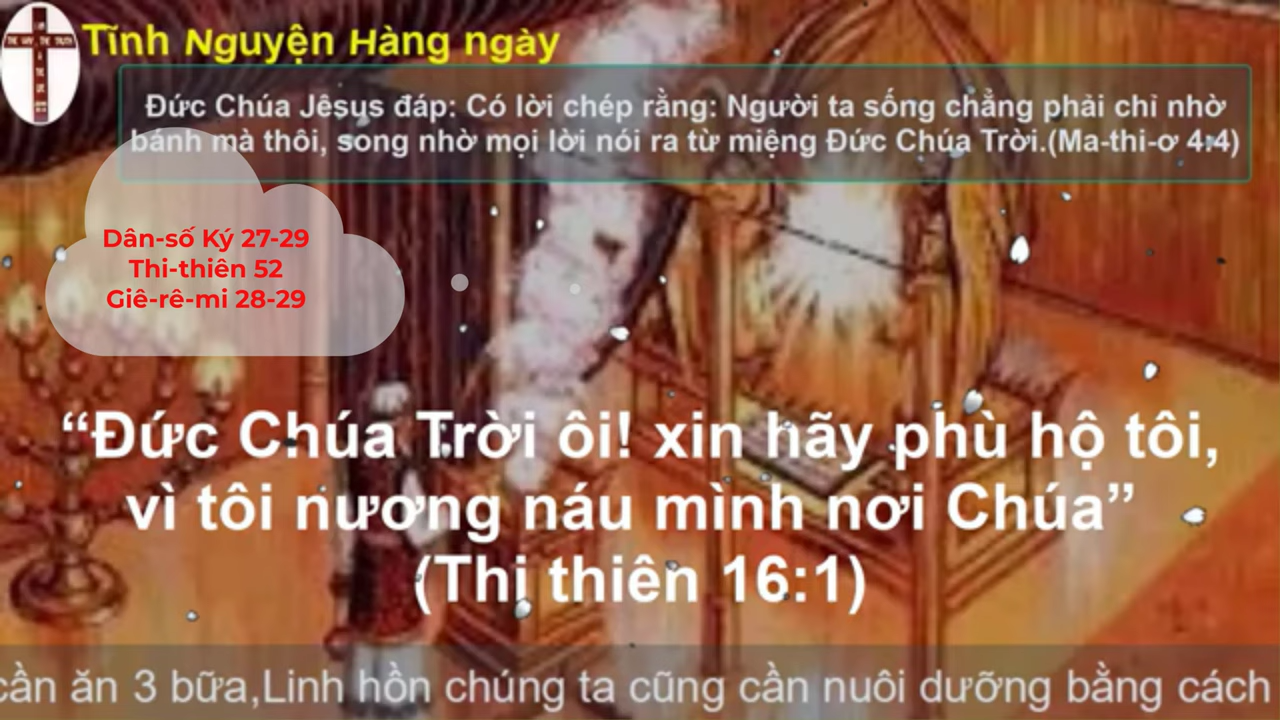 Tĩnh Nguyện Hàng ngày
Đức Chúa Jêsus đáp: Có lời chép rằng: Người ta sống chẳng phải chỉ nhờ
bánh mà thôi, song nhờ mọi lời nói ra từ miệng Đức Chúa Trời.(Ma-thi-ơ 4:4)
Dân-số Ký 27-29
Thi-thiên 52
Giê-rê-mi 28-29
“Đức Chúa Trời ôi! xin hãy phù hộ tôi,
vì tôi nương náu mình nơi Chúa”
(Thi thiên 16:1)
cần ăn 3 bữa,Linh hồn chúng ta cũng cần nuôi dưỡng bằng cách